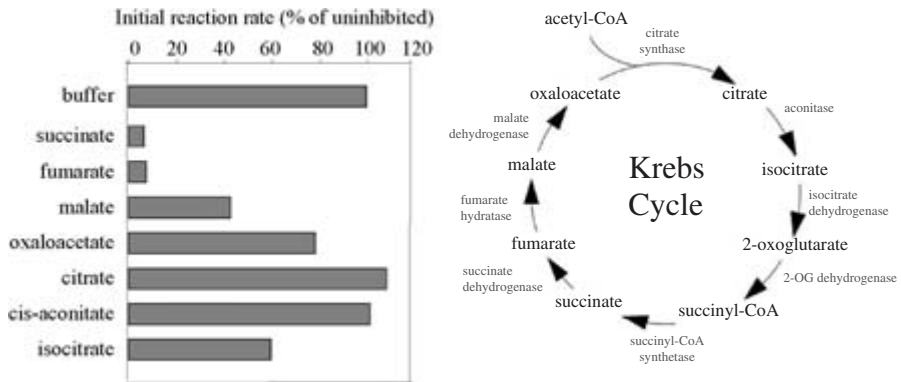 Initial reaction rate (% of uninhibited)
0 20 40 60 80 100 120
buffer
succinate
fumarate
malate
oxaloacetate
citrate
cis-aconitate
isocitrate
acetyl-CoA
citrate
synthase
oxaloacetate
citrate
aconitase
malate
dehydrogenase
malate
Krebs
Cycle
isocitrate
isocitrate
dehydrogenase
fumarate
hydratase
fumarate
2-oxoglutarate
succinate
dehydrogenase
2-OG dehydrogenase
succinate
succinyl-CoA
succinyl-CoA
synthetase